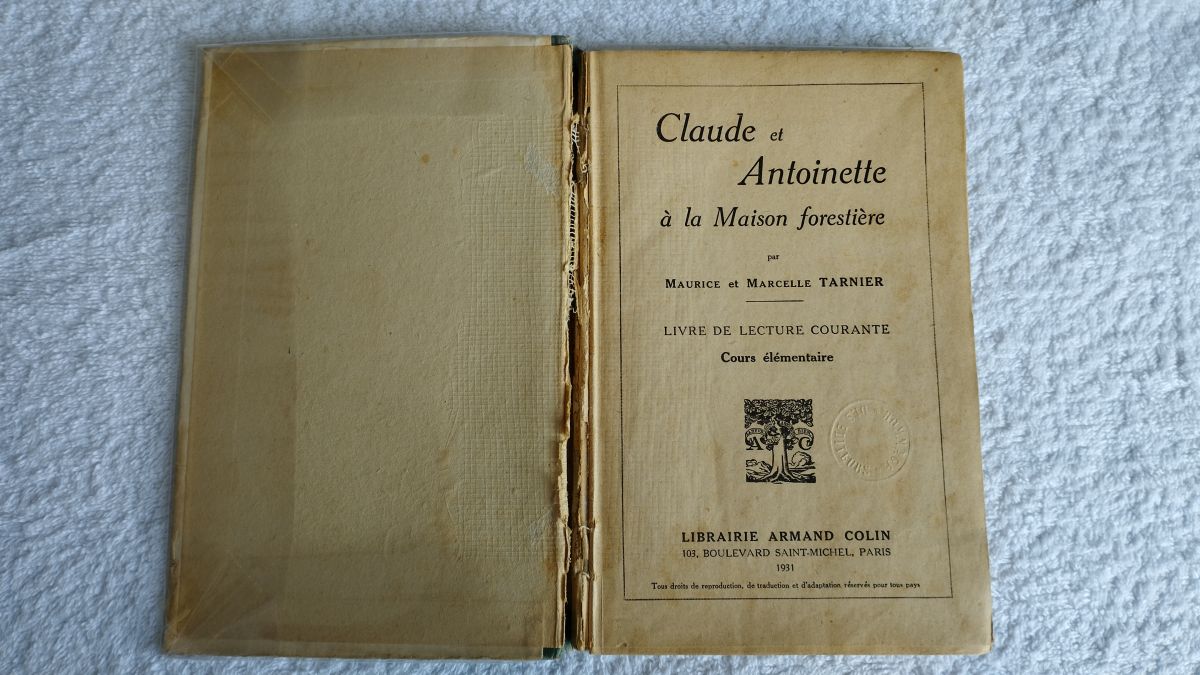 Claude et
Antoinette
à la Maison forestière
par
MAURICE et MARCELLE TARNIER
LIVRE DE LECTURE COURANTE
Cours élémentaire
A C
LIBRAIRIE ARMAND COLIN
103, BOULEVARD SAINT-MICHEL, PARIS
1931
Tous droits de reproduction, de traduction et d'adaptation réservés pour tous pays